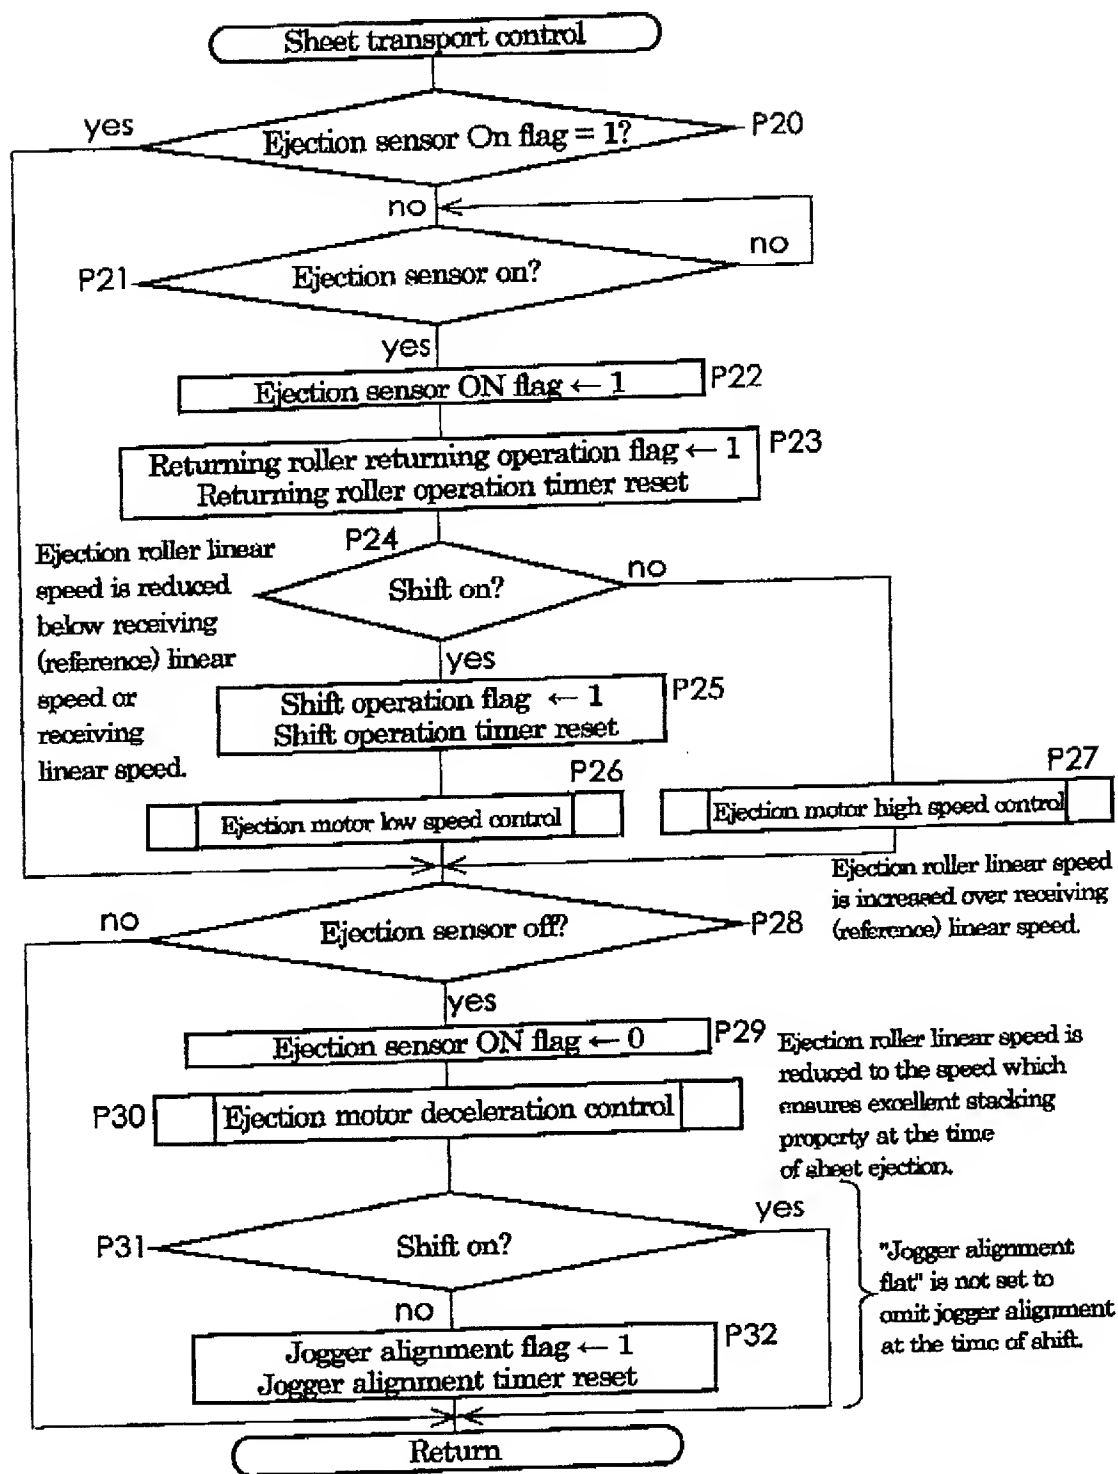 Sheet transport control
yes
Ejection sensor On flag = 1?
P20
no
P21
Ejection sensor on?
no
yes
Ejection sensor ON flag ← 1
P22
Returning roller returning operation flag ← 1
Returning roller operation timer reset
P23
Ejection roller linear
speed is reduced
below receiving
(reference) linear
speed or
receiving
linear speed.
P24
Shift on?
no
yes
Shift operation flag ← 1
Shift operation timer reset
P25
P26
Ejection motor low speed control
P27
Ejection motor high speed control
Ejection roller linear speed
is increased over receiving
(reference) linear speed.
no
Ejection sensor off?
P28
yes
Ejection sensor ON flag ← 0
P29
P30
Ejection motor deceleration control
Ejection roller linear speed is
reduced to the speed which
ensures excellent stacking
property at the time
of sheet ejection.
P31
Shift on?
yes
no
Jogger alignment flag ← 1
Jogger alignment timer reset
P32
"Jogger alignment
flat" is not set to
omit jogger alignment
at the time of shift.
Return